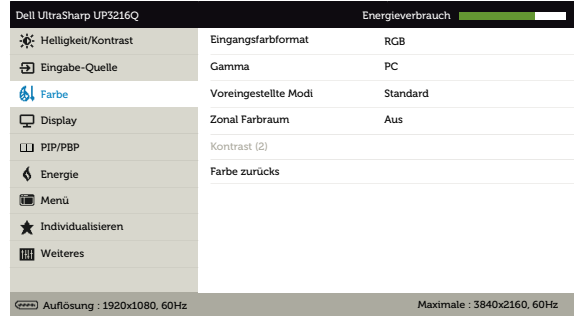 Dell UltraSharp UP3216Q Energieverbrauch
Helligkeit/Kontrast Eingangsfarbformat RGB
Eingabe-Quelle Gamma PC
Farbe Voreingestellte Modi Standard
Display Zonal Farbraum Aus
PIP/PBP Kontrast (2)
Energie Farbe zurücks
Menü
Individualisieren
Weiteres
Auflösung : 1920x1080, 60Hz Maximale : 3840x2160, 60Hz